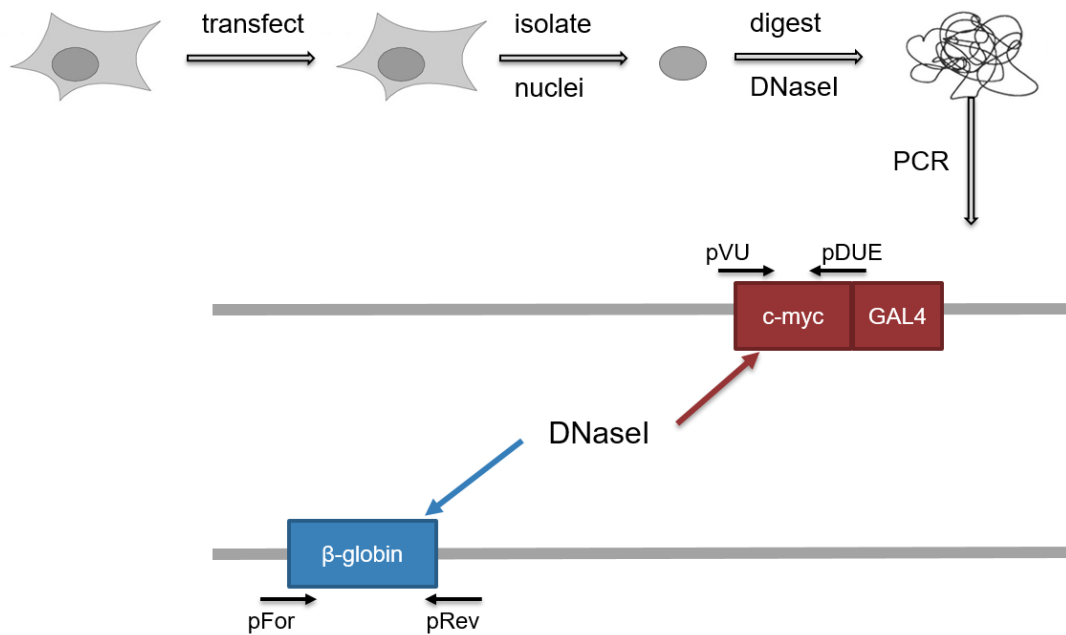 transfect
isolate
nuclei
digest
DNaseI
PCR
pVU
pDUE
c-myc
GAL4
DNaseI
β-globin
pFor
pRev